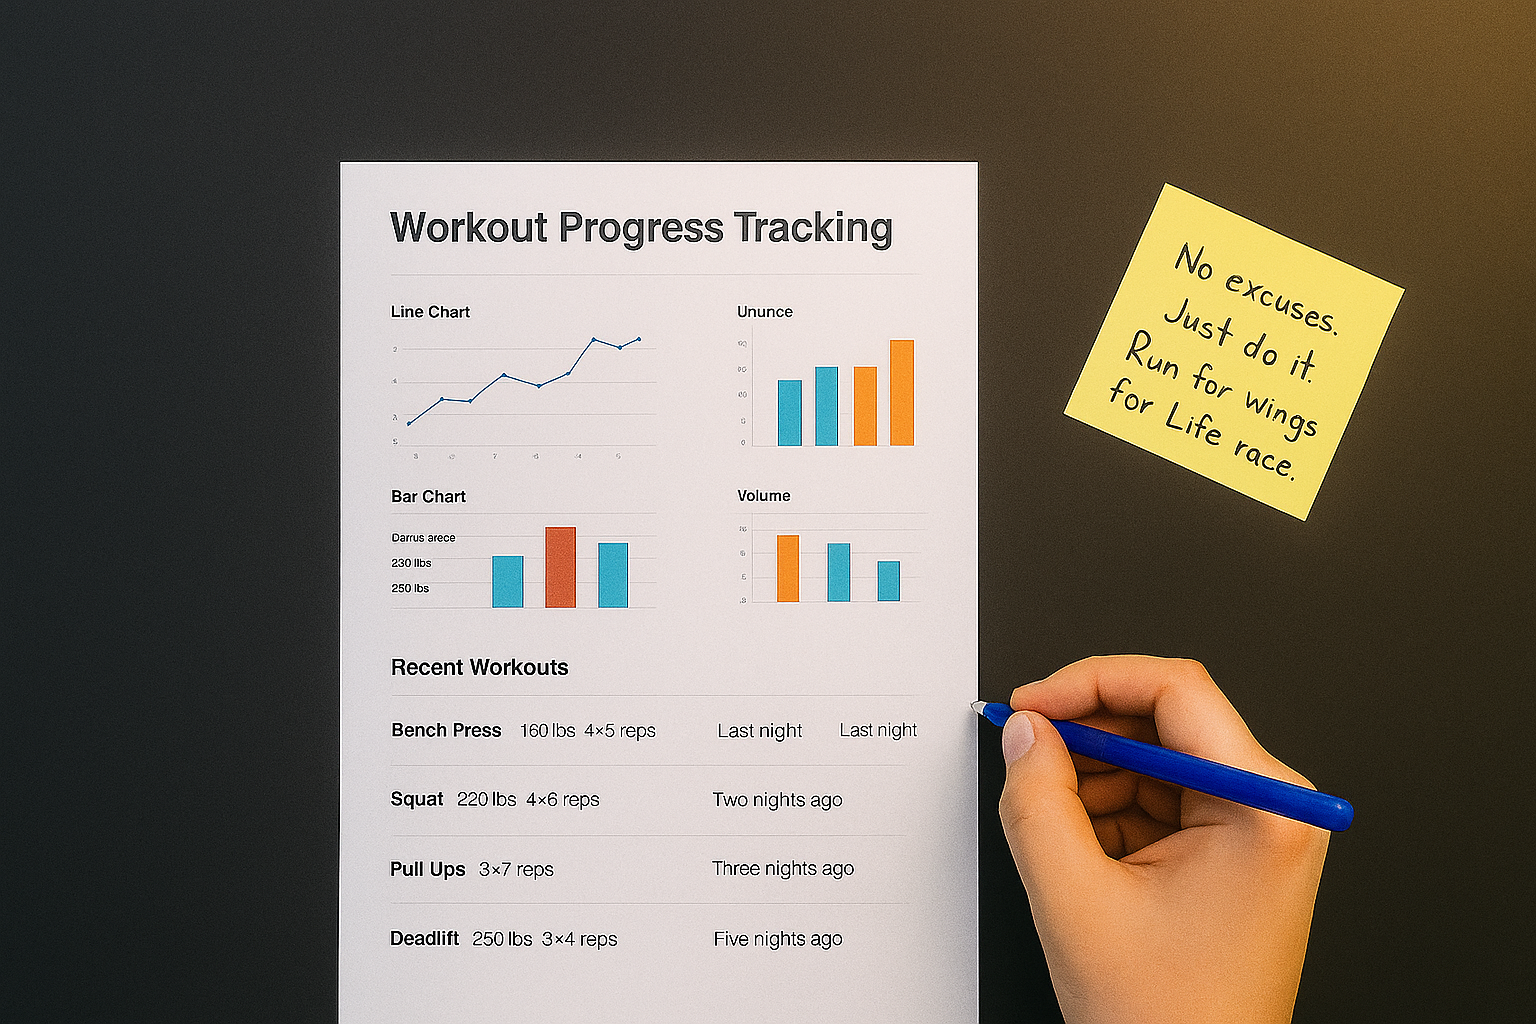 Workout Progress Tracking
Line Chart
Ununce
Bar Chart
Darrus arece
230 lbs
250 lbs
Volume
Recent Workouts
Bench Press 160 lbs 4×5 reps Last night Last night
Squat 220 lbs 4×6 reps Two nights ago
Pull Ups 3×7 reps Three nights ago
Deadlift 250 lbs 3×4 reps Five nights ago
No excuses.
Just do it.
Run for wings
for Life race.